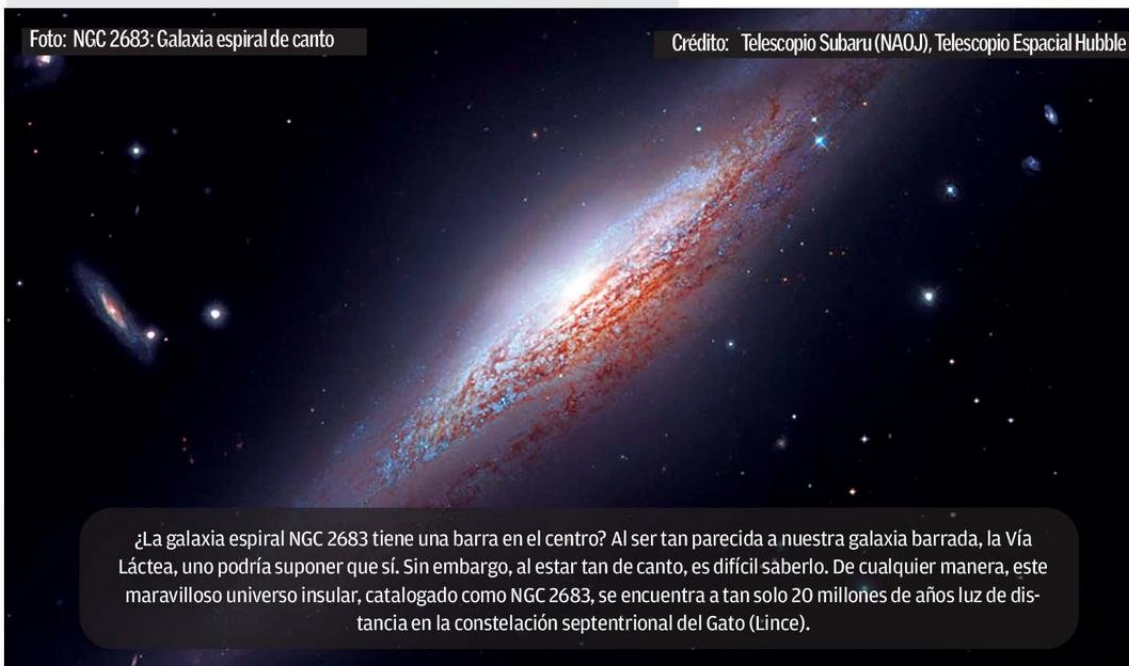 Foto: NGC 2683: Galaxia espiral de canto
Crédito: Telescopio Subaru (NAOJ), Telescopio Espacial Hubble
¿La galaxia espiral NGC 2683 tiene una barra en el centro? Al ser tan parecida a nuestra galaxia barrada, la Vía
Láctea, uno podría suponer que sí. Sin embargo, al estar tan de canto, es difícil saberlo. De cualquier manera, este
maravilloso universo insular, catalogado como NGC 2683, se encuentra a tan solo 20 millones de años luz de dis-
tancia en la constelación septentrional del Gato (Lince).